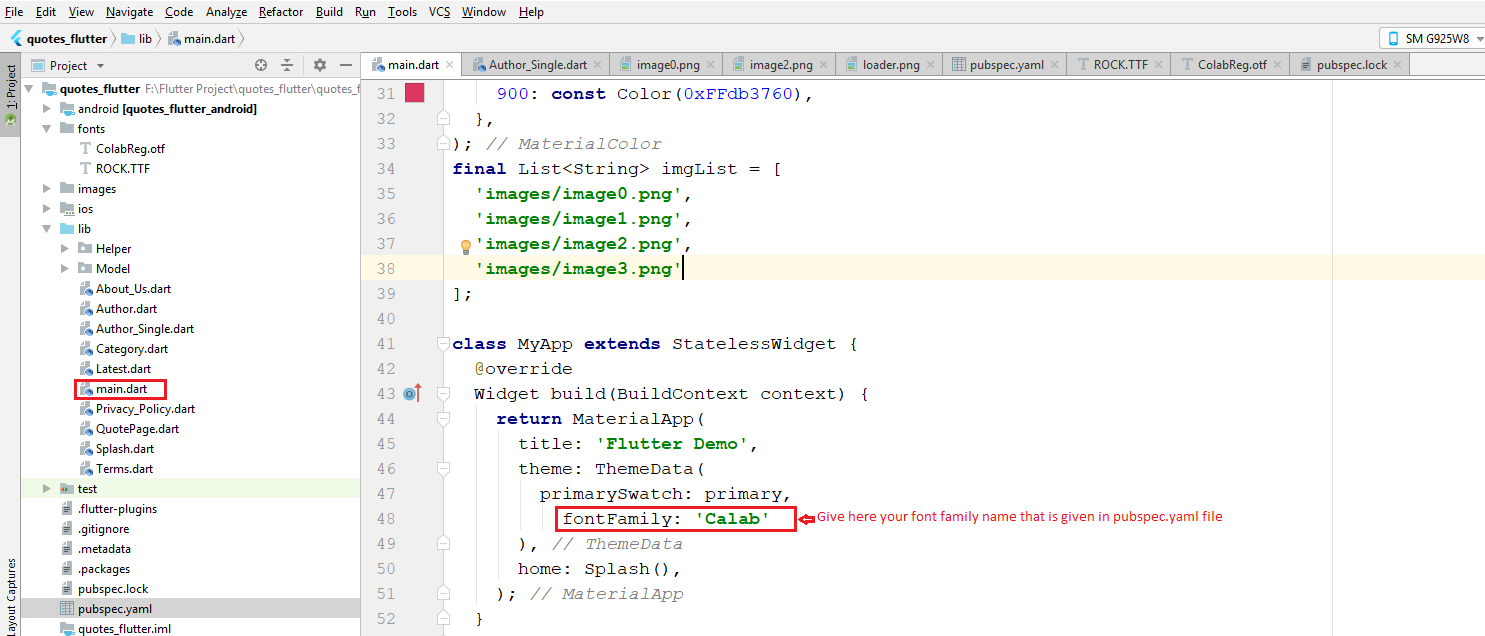 File Edit View Navigate Code Analyze Refactor Build Run Tools VCS Window Help
quotes_flutter lib main.dart SM G925W8
Project
main.dart Author_Single.dart image0.png image2.png loader.png pubspec.yaml ROCK.TTF ColabReg.otf pubspec.lock
1: Project
Layout Captures
quotes_flutter F:\Flutter Project\quotes_flutter\quotes_f
android [quotes_flutter_android]
fonts
ColabReg.otf
ROCK.TTF
images
ios
lib
Helper
Model
About_Us.dart
Author.dart
Author_Single.dart
Category.dart
Latest.dart
main.dart
Privacy_Policy.dart
QuotePage.dart
Splash.dart
Terms.dart
test
.flutter-plugins
.gitignore
.metadata
.packages
pubspec.lock
pubspec.yaml
quotes_flutter.iml
31 900: const Color(0xFFdb3760),
32 },
33 ); // MaterialColor
34 final List<String> imgList = [
35 'images/image0.png',
36 'images/image1.png',
37 'images/image2.png',
38 'images/image3.png'
39 ];
40
41 class MyApp extends StatelessWidget {
42 @override
43 Widget build(BuildContext context) {
44 return MaterialApp(
45 title: 'Flutter Demo',
46 theme: ThemeData(
47 primarySwatch: primary,
48 fontFamily: 'Calab' Give here your font family name that is given in pubspec.yaml file
49 ), // ThemeData
50 home: Splash(),
51 ); // MaterialApp
52 }